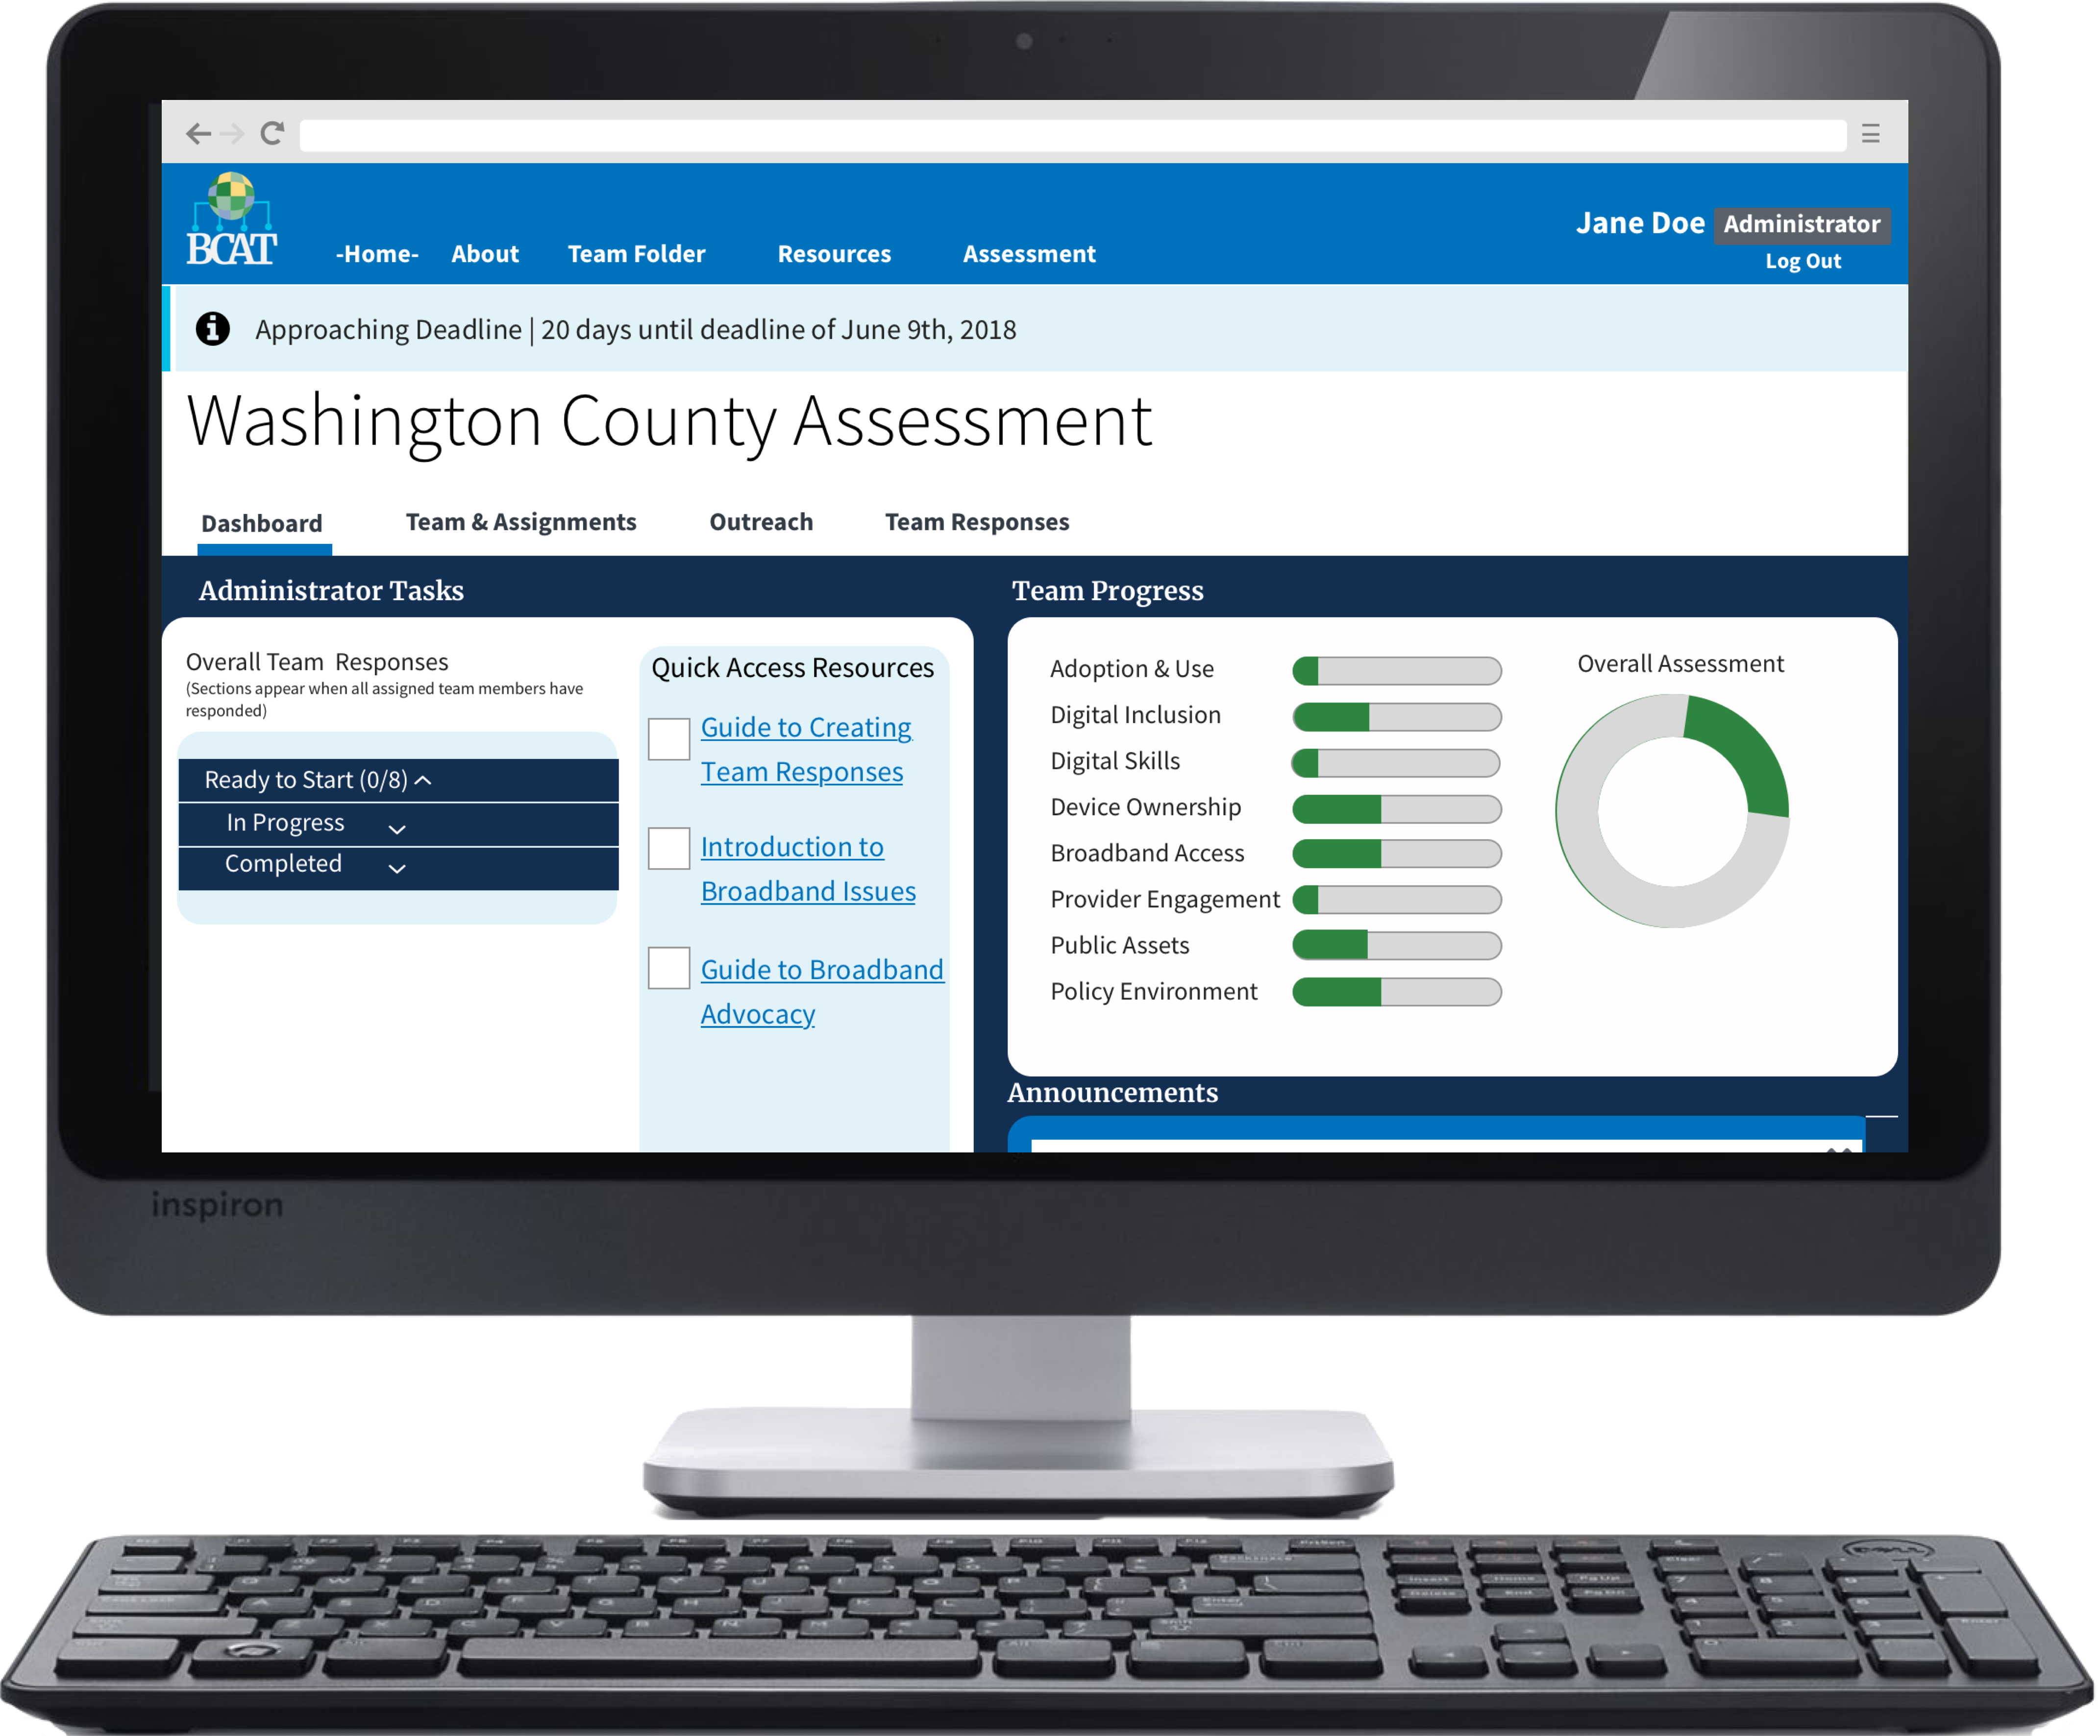 BCAT
-Home- About Team Folder Resources Assessment
Jane Doe Administrator
Log Out
Approaching Deadline | 20 days until deadline of June 9th, 2018
Washington County Assessment
Dashboard Team & Assignments Outreach Team Responses
Administrator Tasks
Overall Team Responses
(Sections appear when all assigned team members have
responded)
Ready to Start (0/8)
In Progress
Completed
Quick Access Resources
Guide to Creating
Team Responses
Introduction to
Broadband Issues
Guide to Broadband
Advocacy
Team Progress
Adoption & Use
Digital Inclusion
Digital Skills
Device Ownership
Broadband Access
Provider Engagement
Public Assets
Policy Environment
Overall Assessment
Announcements
inspiron
DELL